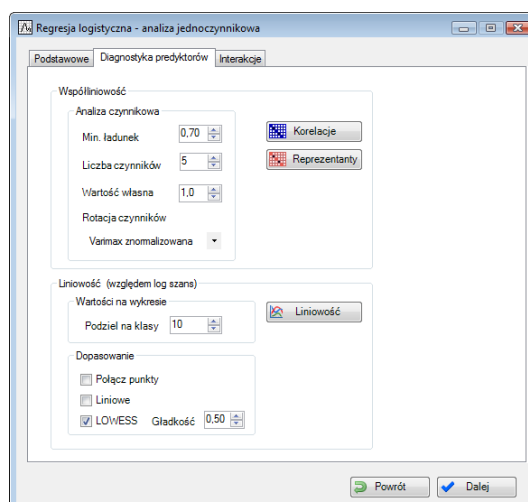 Regresja logistyczna - analiza jednoczynnikowa
Podstawowe Diagnostyka predyktorów Interakcje
Współliniowość
Analiza czynnikowa
Min. ładunek 0,70
Korelacje
Liczba czynników 5
Reprezentanty
Wartość własna 1,0
Rotacja czynników
Varimax znormalizowana
Liniowość (względem log szans)
Wartości na wykresie
Podziel na klasy 10
Liniowość
Dopasowanie
Połącz punkty
Liniowe
LOWESS Gładkość 0,50
Powrót Dalej